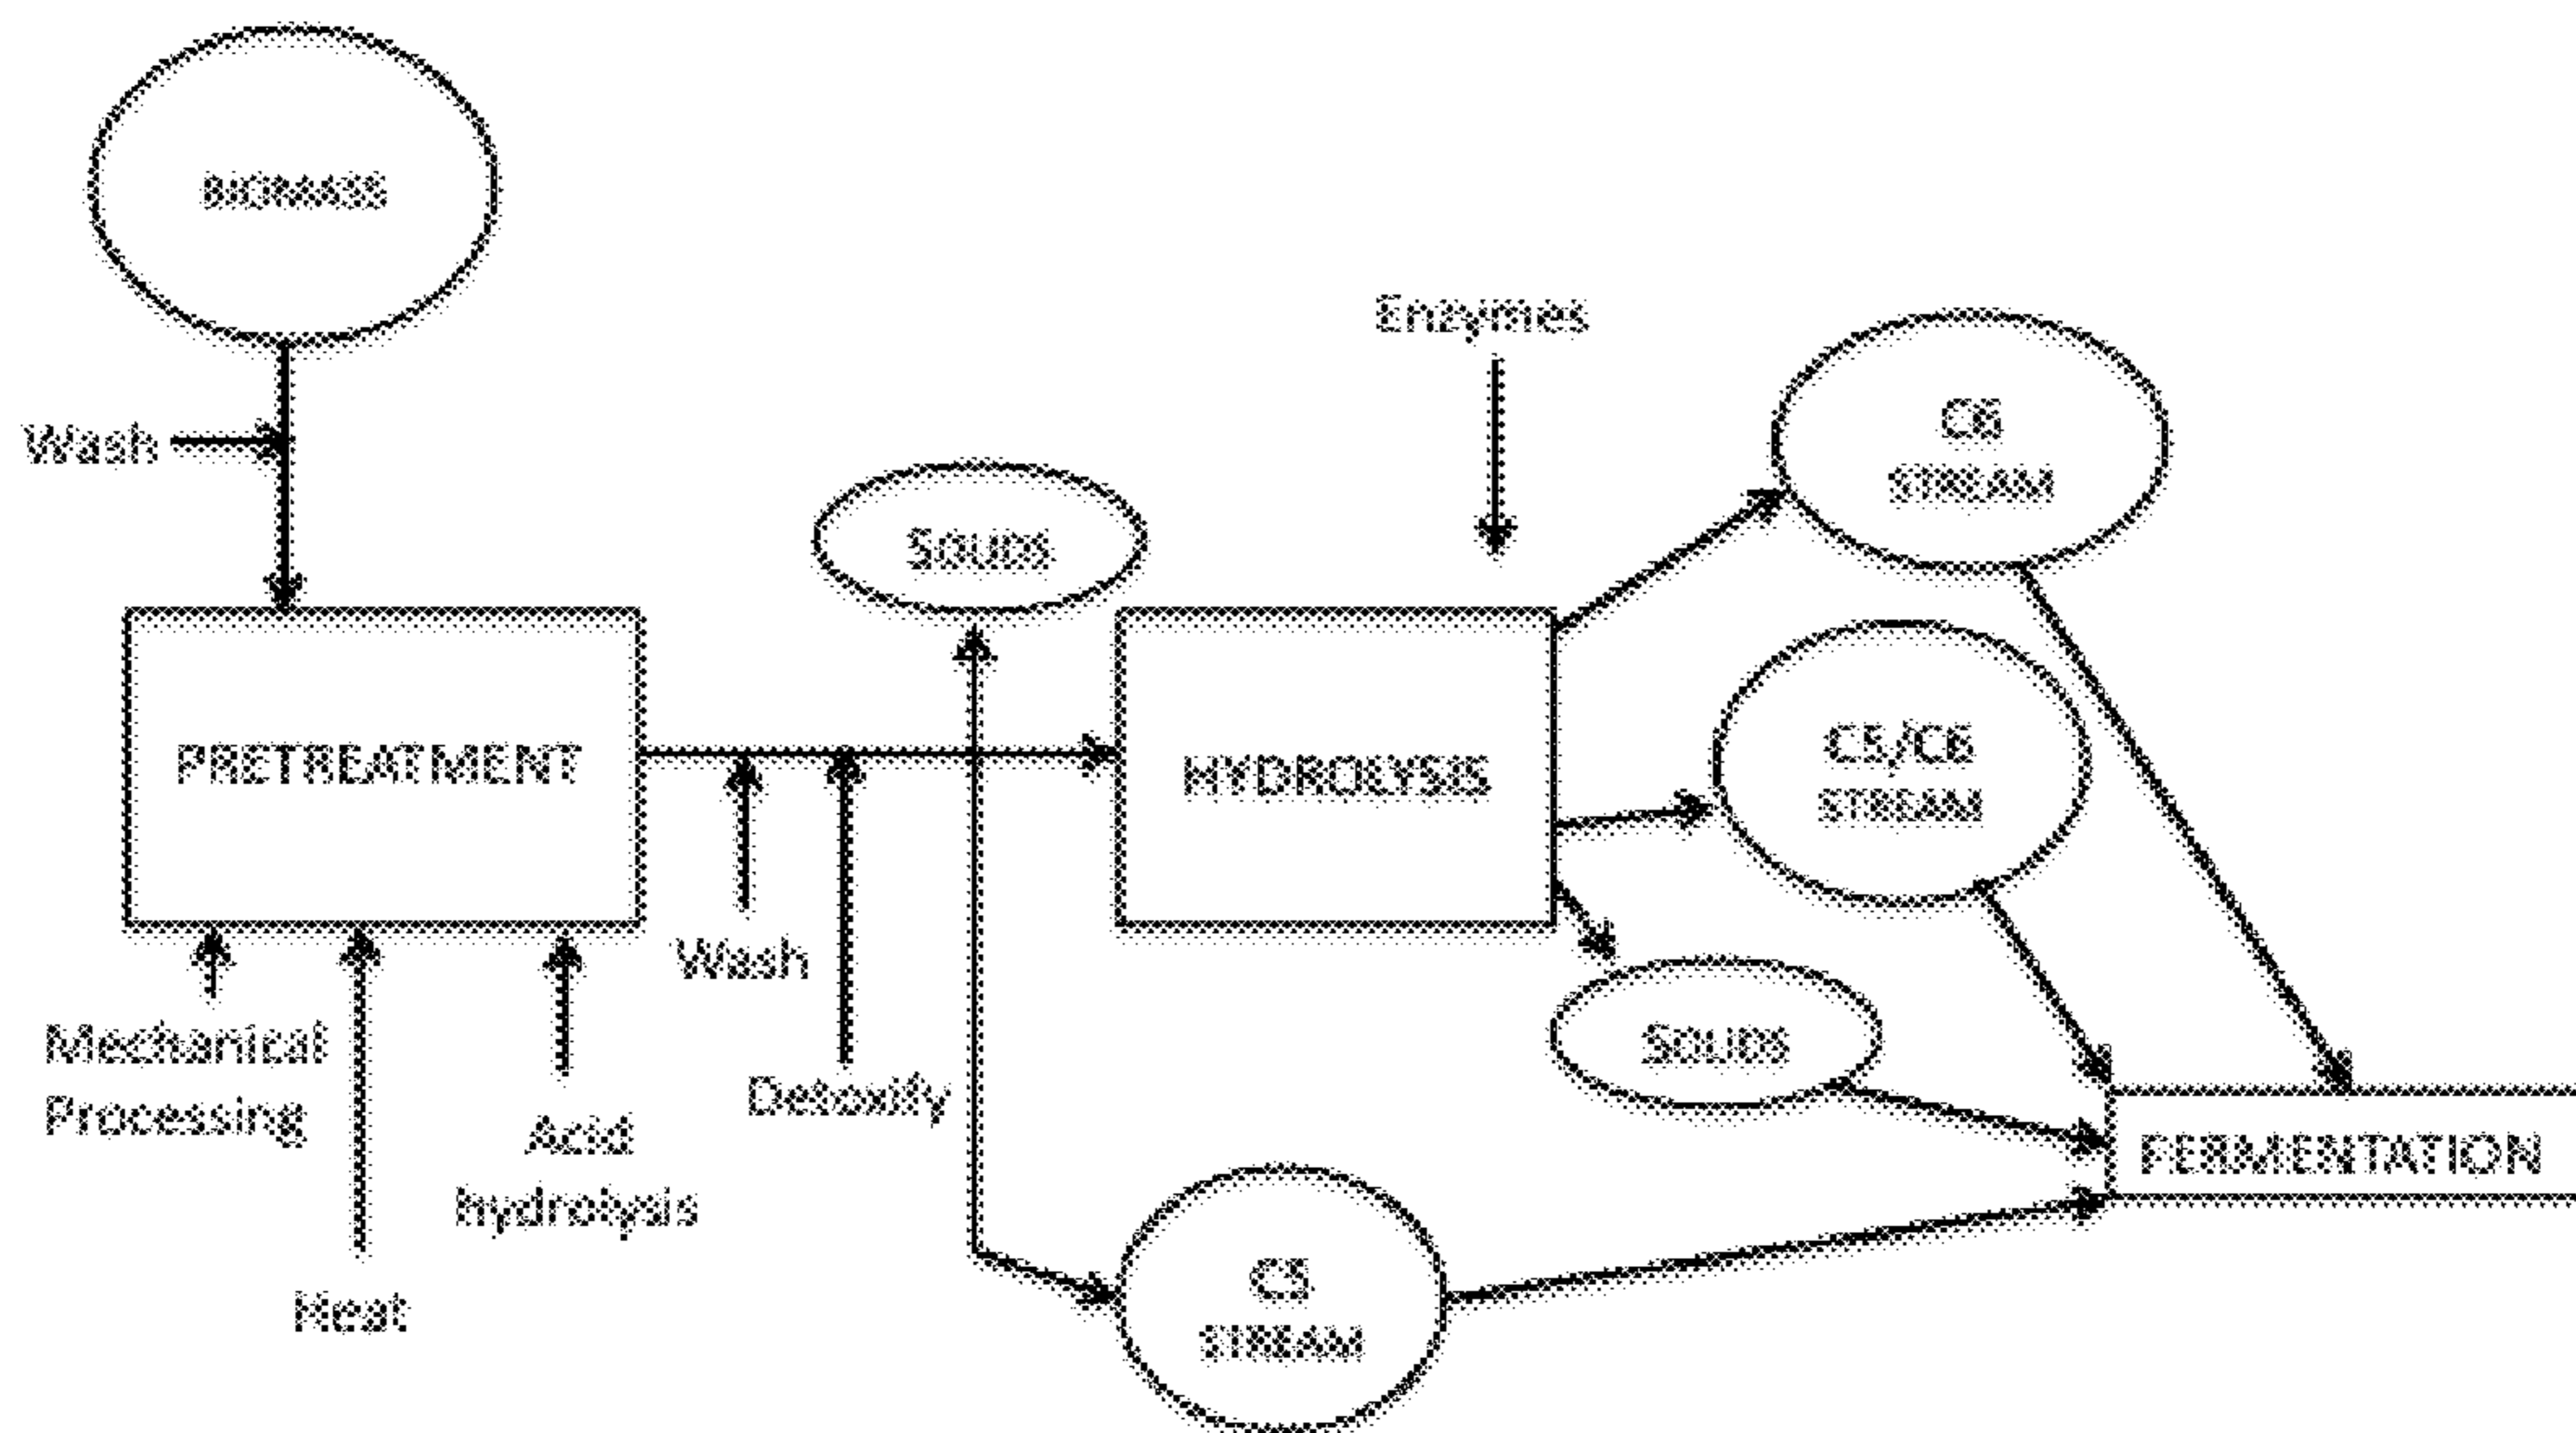 BIOMASS
Wash
Enzymes
C6
STREAM
SOLIDS
PRETREATMENT
HYDROLYSIS
C5/C6
STREAM
Wash
Mechanical
Processing
Detoxify
SOLIDS
Acid
hydrolysis
FERMENTATION
Heat
C5
STREAM